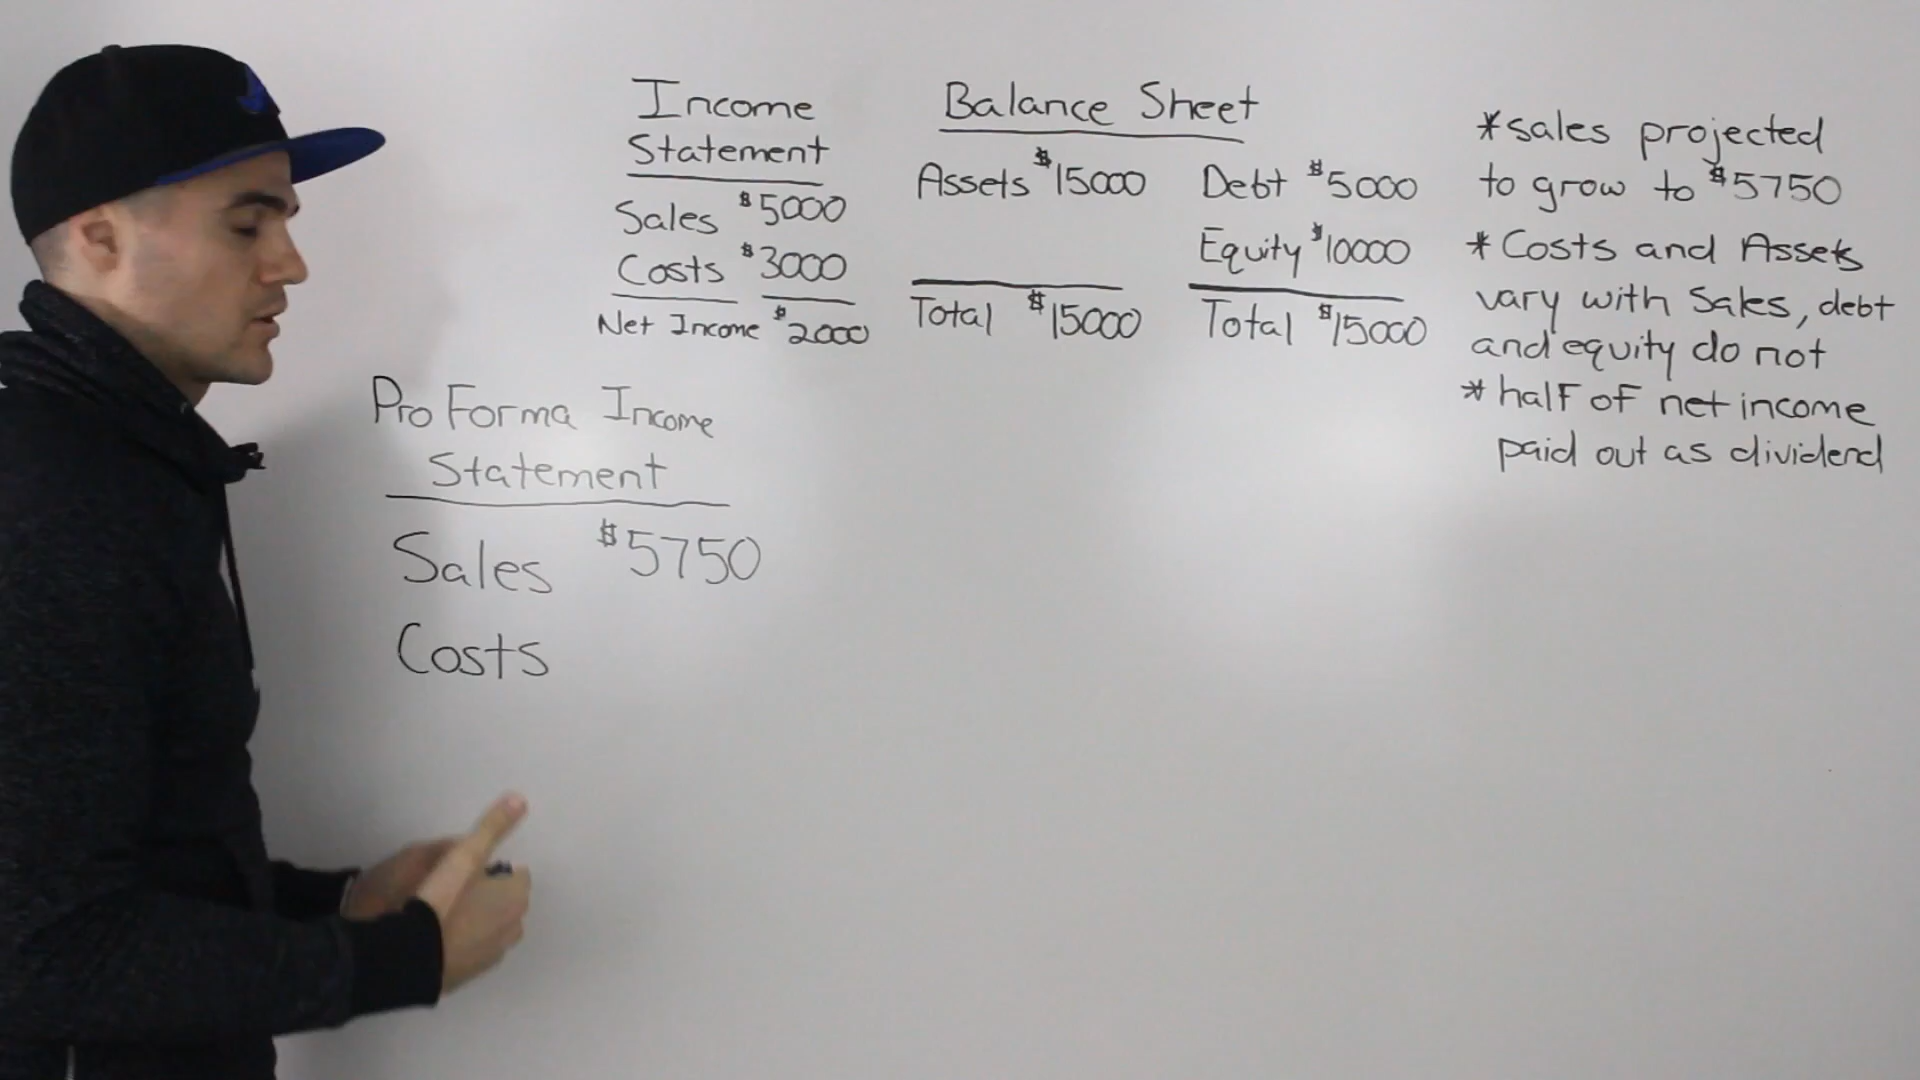 Income
Statement
Sales $5000
Costs $3000
Net Income $2000
Balance Sheet
Assets $15000
Total $15000
Debt $5000
Equity $10000
Total $15000
*sales projected
to grow to $5750
* Costs and Assets
vary with Sales, debt
and equity do not
* half of net income
paid out as dividend
Pro Forma Income
Statement
Sales $5750
Costs